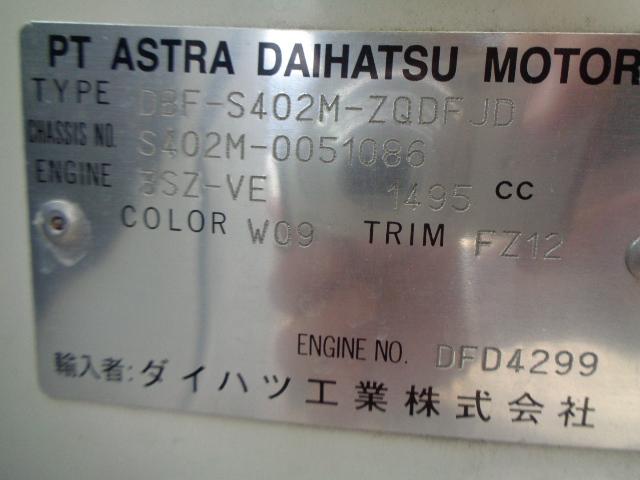 PT ASTRA DAIHATSU MOTOR
TYPE DBF-S402M-ZQDFJD
CHASSIS NO. S402M-0051086
ENGINE 3SZ-VE 1495 CC
COLOR W09 TRIM FZ12
ENGINE NO. DFD4299
輸入者:ダイハツ工業株式会社